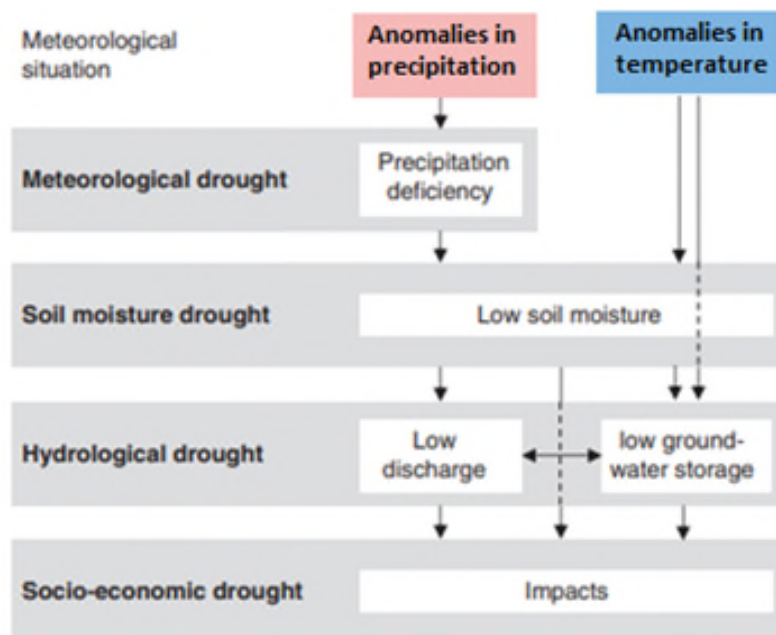 Meteorological
situation
Anomalies in
precipitation
Anomalies in
temperature
Meteorological drought
Precipitation
deficiency
Soil moisture drought
Low soil moisture
Hydrological drought
Low
discharge
low ground-
water storage
Socio-economic drought
Impacts